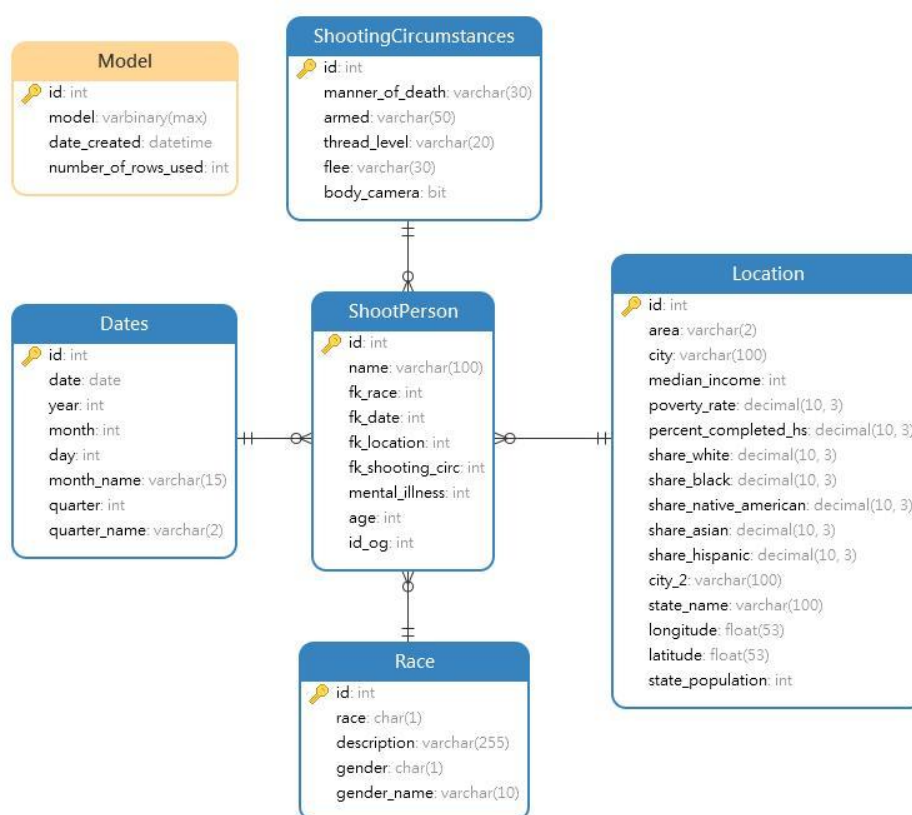 ShootingCircumstances
id: int
manner_of_death: varchar(30)
armed: varchar(50)
thread_level: varchar(20)
flee: varchar(30)
body_camera: bit
Model
id: int
model: varbinary(max)
date_created: datetime
number_of_rows_used: int
Location
id: int
area: varchar(2)
city: varchar(100)
median_income: int
poverty_rate: decimal(10, 3)
percent_completed_hs: decimal(10, 3)
share_white: decimal(10, 3)
share_black: decimal(10, 3)
share_native_american: decimal(10, 3)
share_asian: decimal(10, 3)
share_hispanic: decimal(10, 3)
city_2: varchar(100)
state_name: varchar(100)
longitude: float(53)
latitude: float(53)
state_population: int
ShootPerson
id: int
name: varchar(100)
fk_race: int
fk_date: int
fk_location: int
fk_shooting_circ: int
mental_illness: int
age: int
id_og: int
Dates
id: int
date: date
year: int
month: int
day: int
month_name: varchar(15)
quarter: int
quarter_name: varchar(2)
Race
id: int
race: char(1)
description: varchar(255)
gender: char(1)
gender_name: varchar(10)